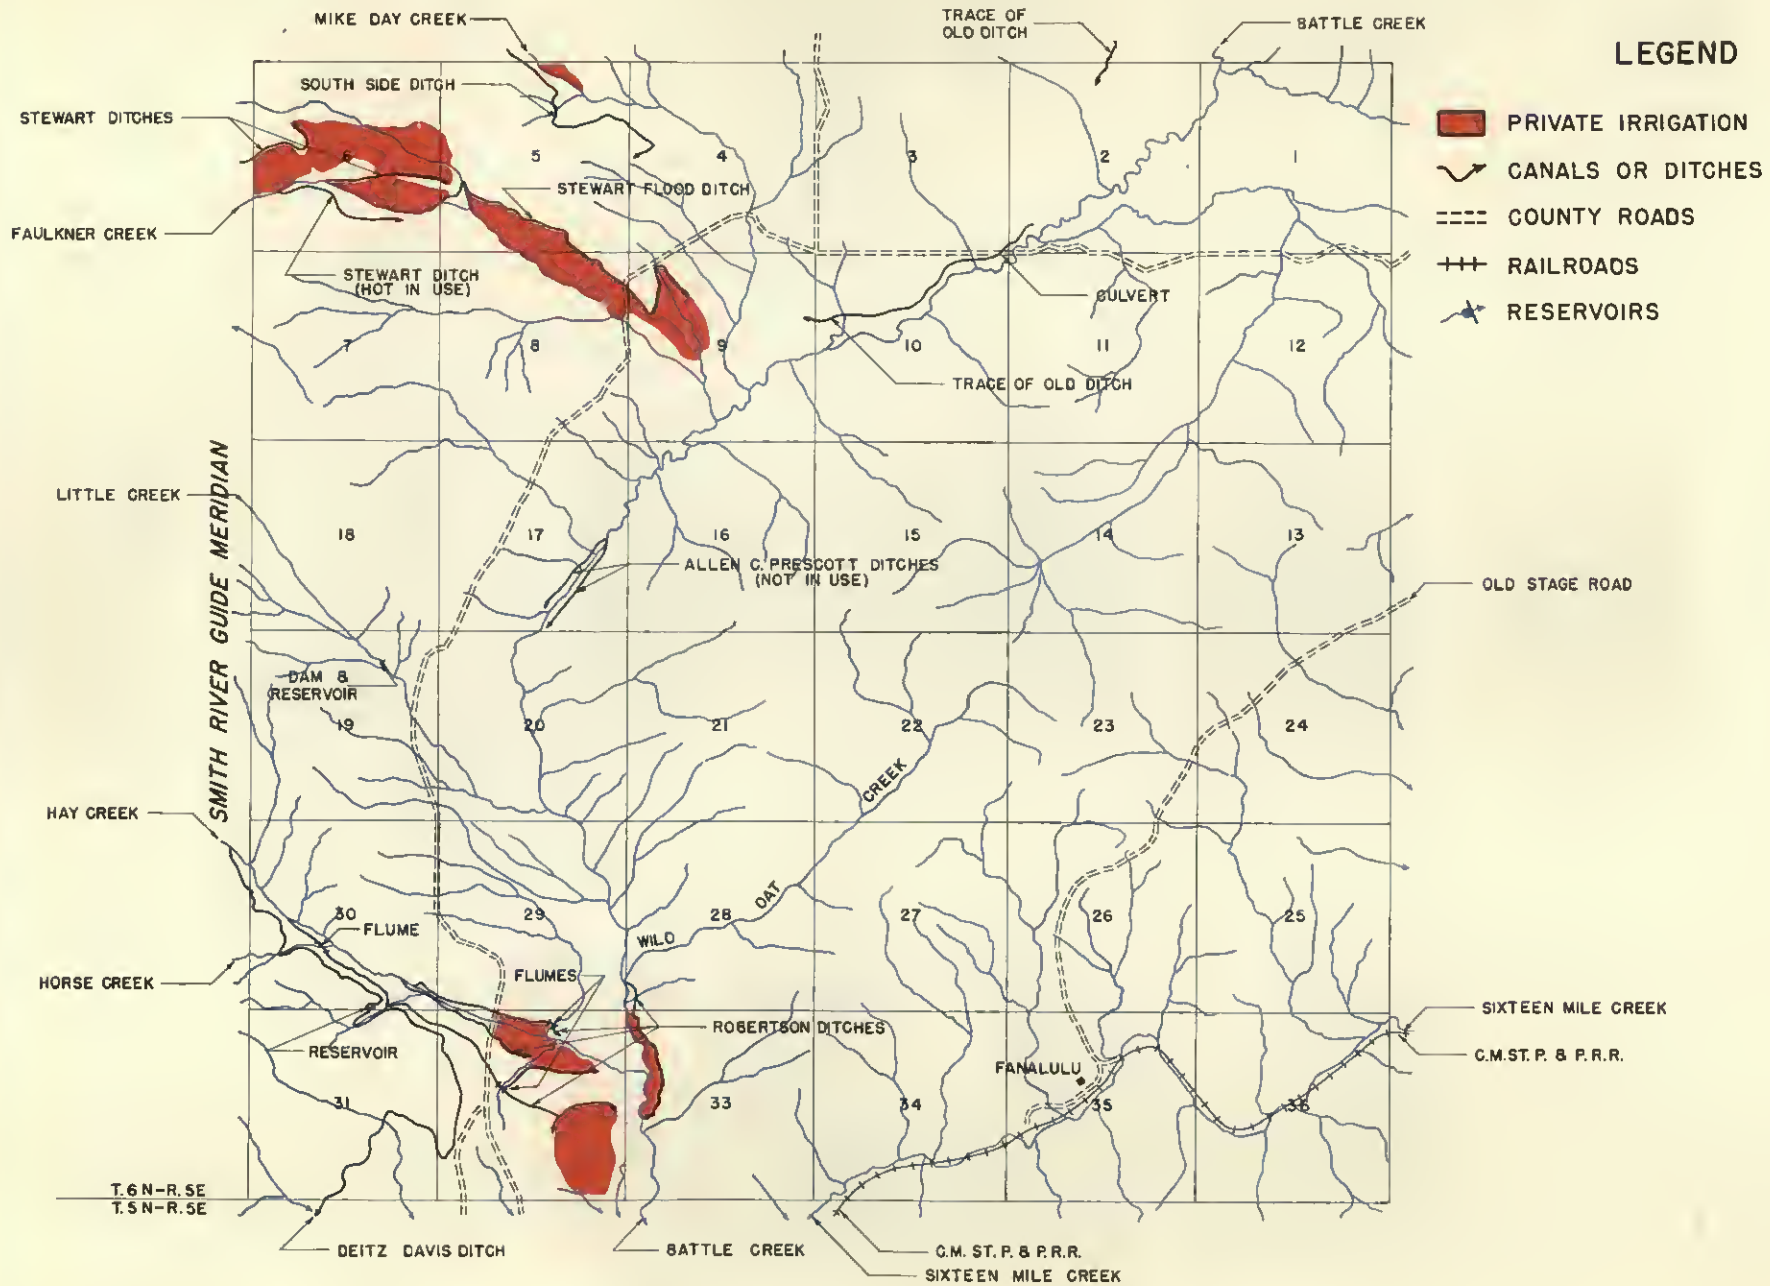 MIKE DAY CREEK
TRACE OF
OLD DITCH
BATTLE CREEK
LEGEND
SOUTH SIDE DITCH
STEWART DITCHES
PRIVATE IRRIGATION
6
5
4
3
2
1
CANALS OR DITCHES
STEWART FLOOD DITCH
COUNTY ROADS
FAULKNER CREEK
STEWART DITCH
(NOT IN USE)
RAILROADS
CULVERT
RESERVOIRS
7
8
9
10
11
12
TRACE OF OLD DITCH
SMITH RIVER GUIDE MERIDIAN
LITTLE CREEK
18
17
16
15
14
13
ALLEN C. PRESCOTT DITCHES
(NOT IN USE)
OLD STAGE ROAD
DAM &
RESERVOIR
19
20
21
22
23
24
HAY CREEK
WILD OAT CREEK
30
29
28
27
26
25
FLUME
FLUMES
HORSE CREEK
SIXTEEN MILE CREEK
ROBERTSON DITCHES
RESERVOIR
C.M.ST. P. & P.R.R.
FANALULU
31
33
34
35
36
T.6 N-R.5E
T.5 N-R.5E
DEITZ DAVIS DITCH
BATTLE CREEK
C.M. ST. P. & P.R.R.
SIXTEEN MILE CREEK